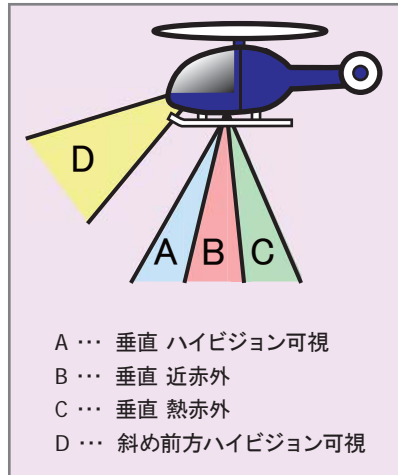 D
A B C
A … 垂直 ハイビジョン可視
B … 垂直 近赤外
C … 垂直 熱赤外
D … 斜め前方ハイビジョン可視